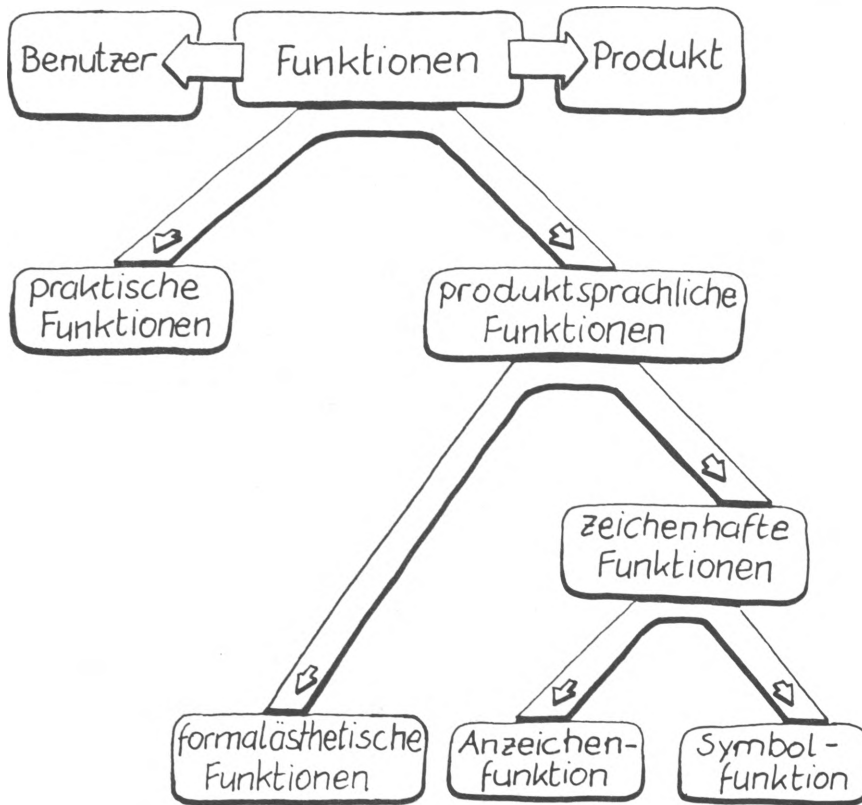 Benutzer
Funktionen
Produkt
praktische
Funktionen
produktsprachliche
Funktionen
zeichenhafte
Funktionen
formalästhetische
Funktionen
Anzeichen-
funktion
Symbol-
funktion